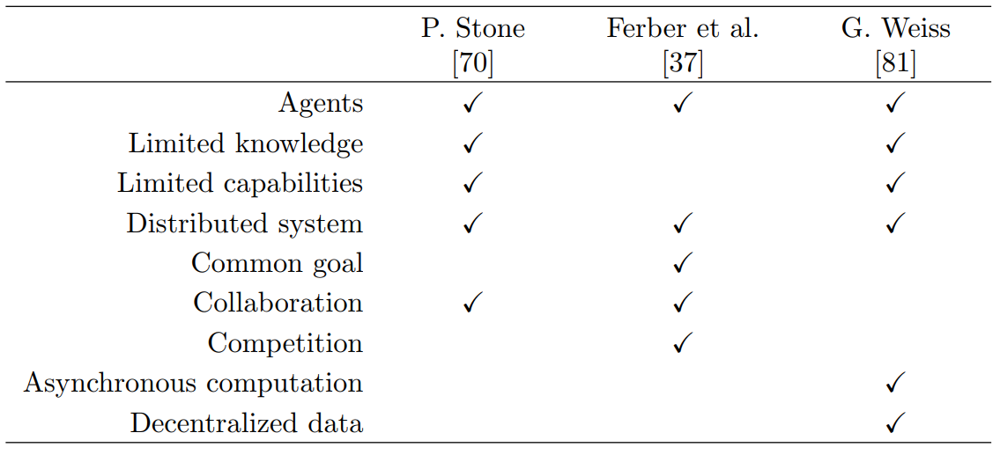 P. Stone Ferber et al. G. Weiss
[70] [37] [81]
Agents ✓ ✓ ✓
Limited knowledge ✓ ✓
Limited capabilities ✓ ✓
Distributed system ✓ ✓ ✓
Common goal ✓
Collaboration ✓ ✓
Competition ✓
Asynchronous computation ✓
Decentralized data ✓